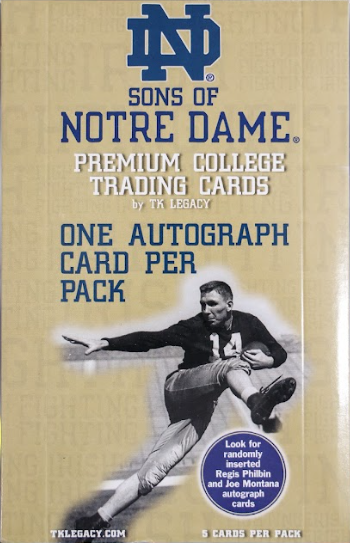 ND®
SONS OF
NOTRE DAME®
PREMIUM COLLEGE
TRADING CARDS
by TK LEGACY
ONE AUTOGRAPH
CARD PER
PACK
14
Look for
randomly
inserted
Regis Philbin
and Joe Montana
autograph
cards
TKLEGACY.COM
5 CARDS PER PACK